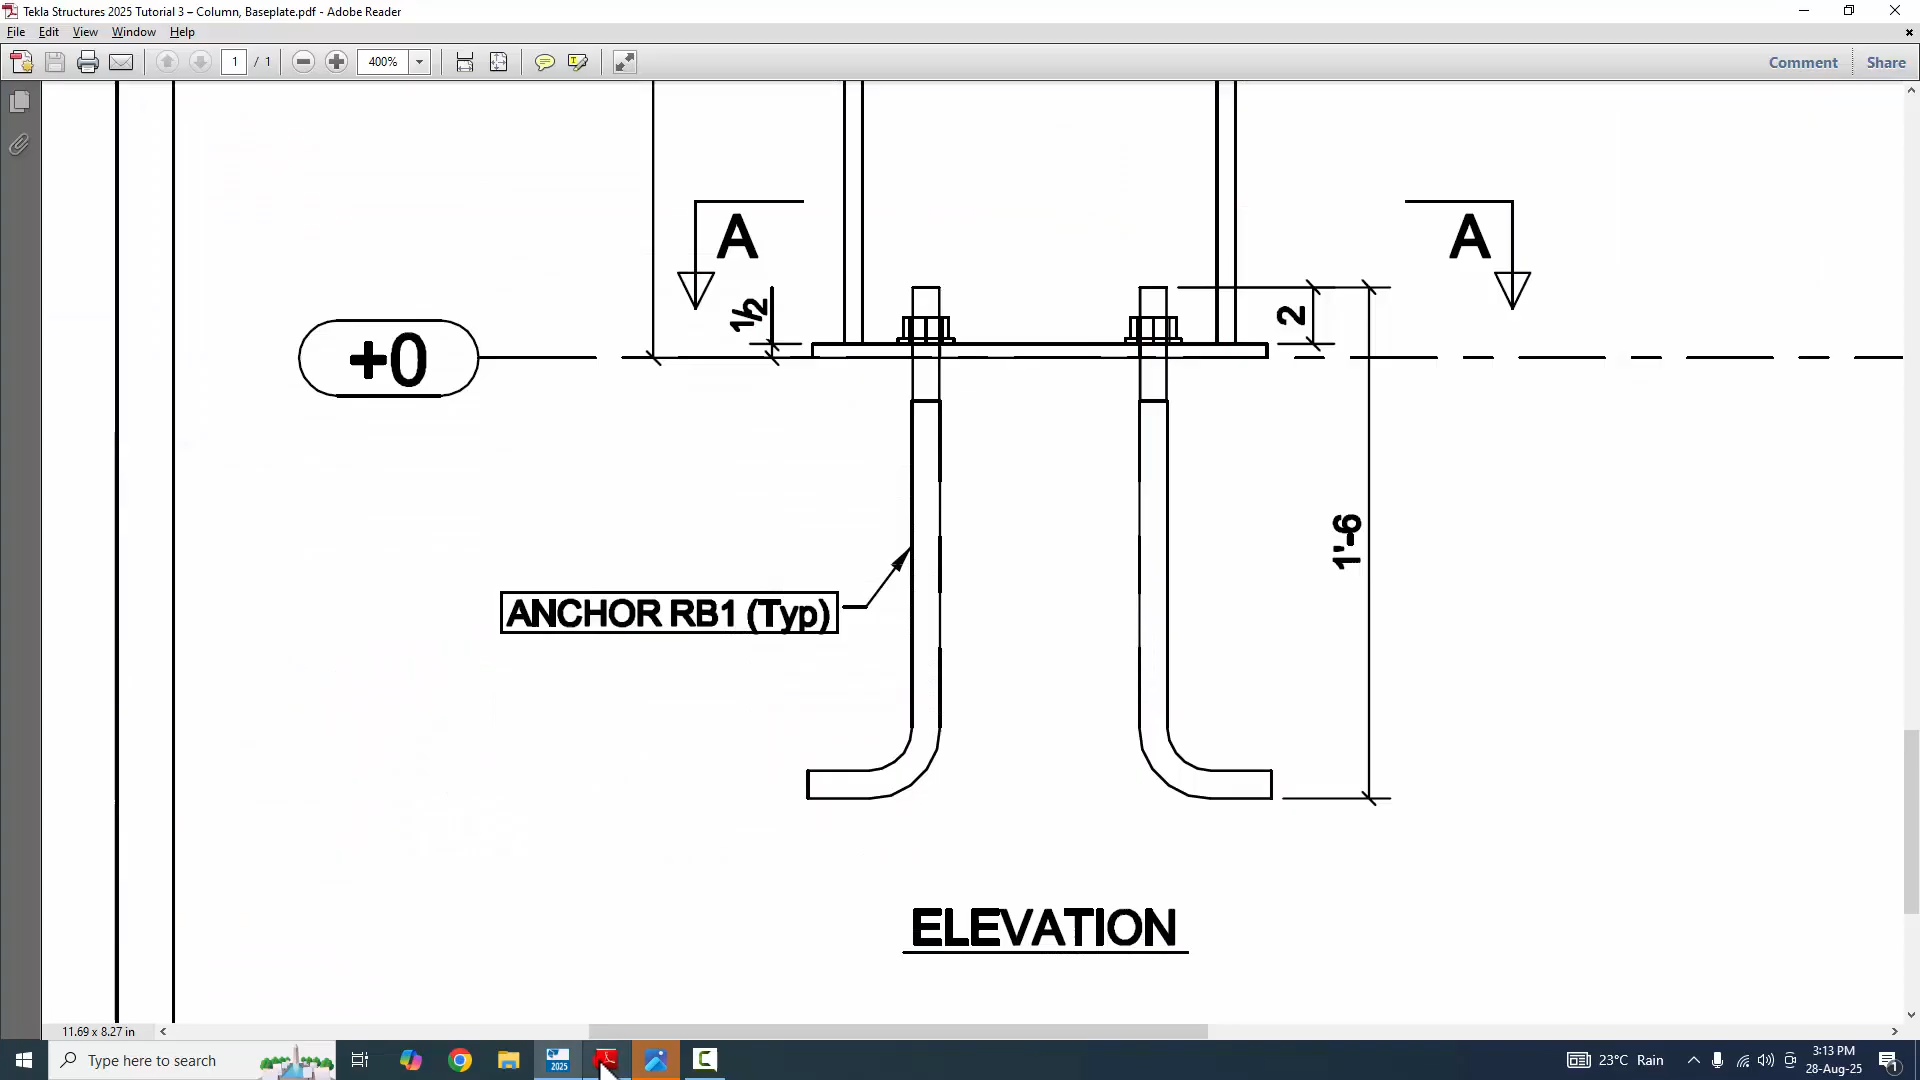 Tekla Structures 2025 Tutorial 3 – Column, Baseplate.pdf - Adobe Reader
File Edit View Window Help
1 / 1 400% Comment Share
A A
1/2 2
+0
1'-6
ANCHOR RB1 (Typ)
ELEVATION
11.69 x 8.27 in
Type here to search
2025
23°C Rain
3:13 PM
28-Aug-25
1